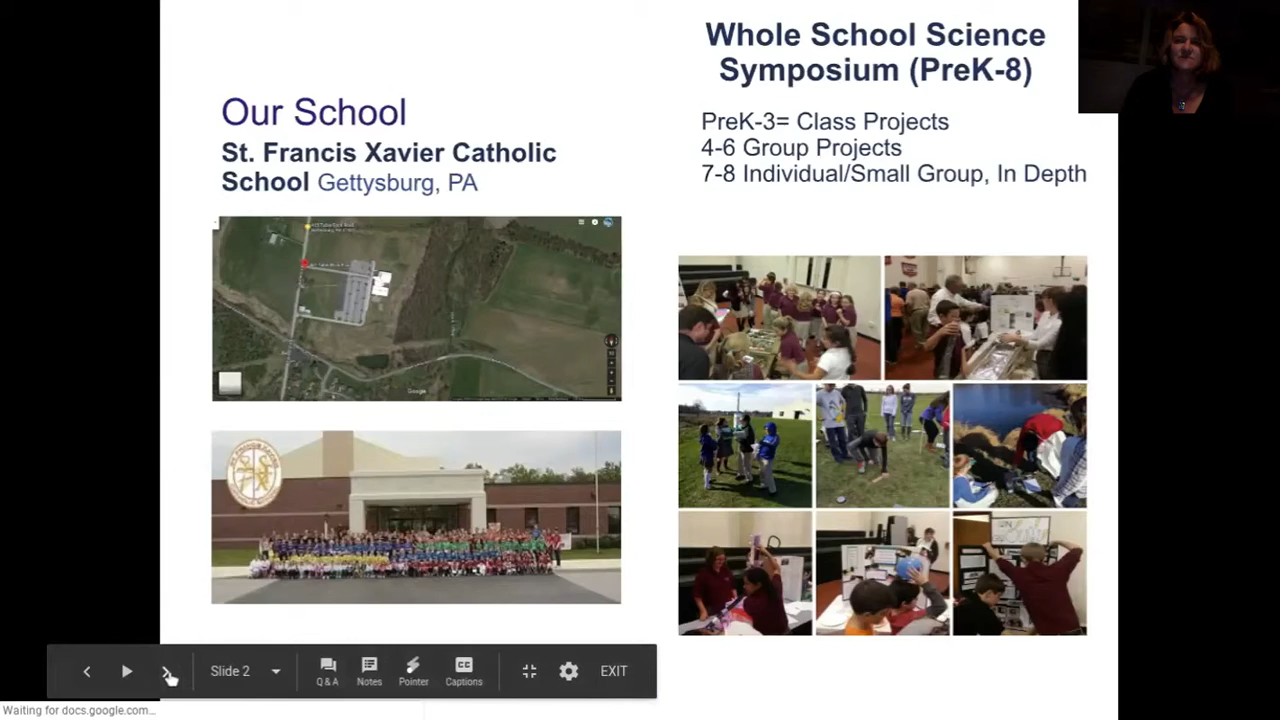 Our School
St. Francis Xavier Catholic
School Gettysburg, PA
Google
Whole School Science
Symposium (PreK-8)
PreK-3= Class Projects
4-6 Group Projects
7-8 Individual/Small Group, In Depth
Slide 2
Q & A
Notes
Pointer
CC
Captions
EXIT
Waiting for docs.google.com...